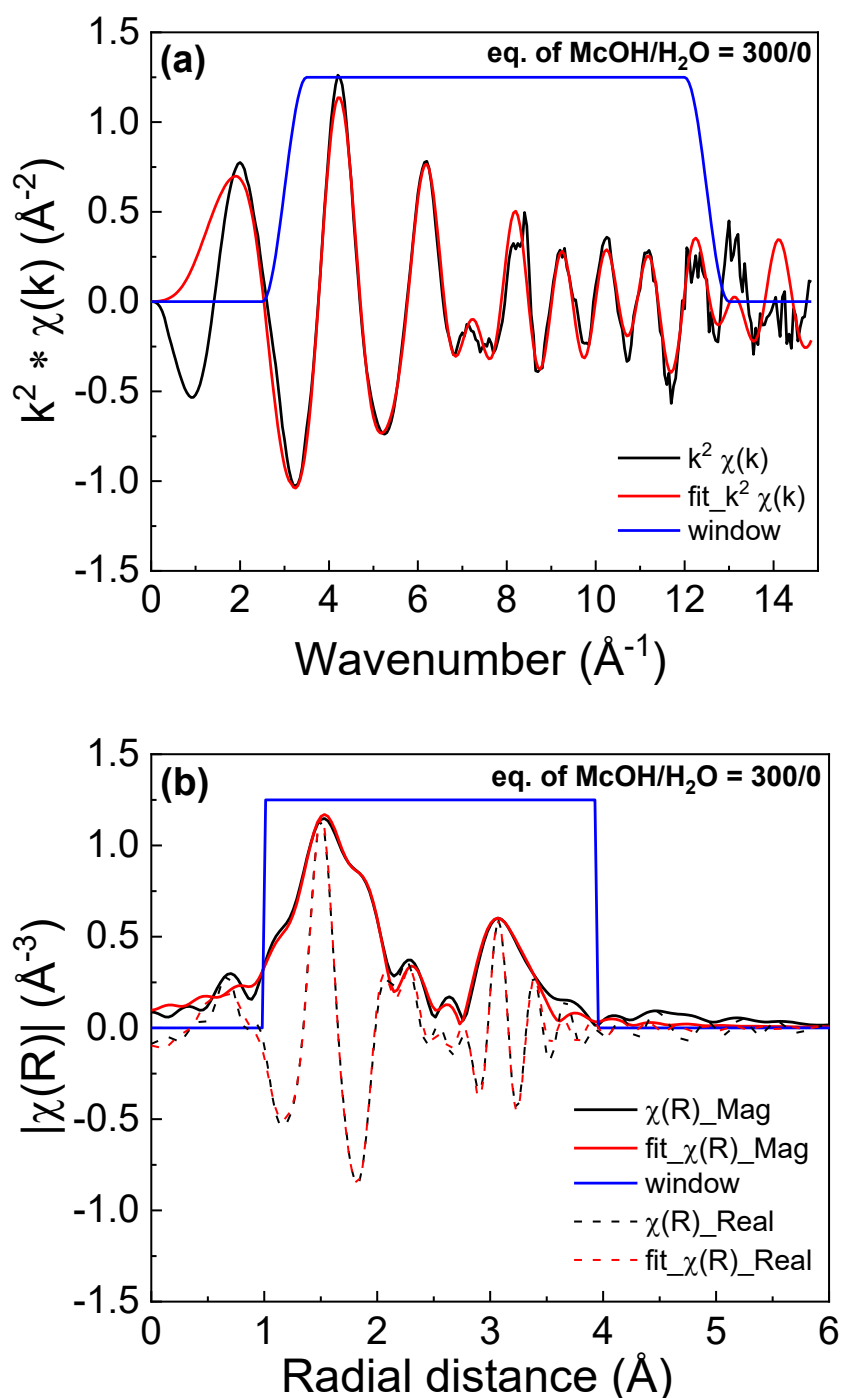 (a)
eq. of McOH/H₂O = 300/0
k² * χ(k) (Å⁻²)
1.5
1.0
0.5
0.0
-0.5
-1.0
-1.5
k² χ(k)
fit_k² χ(k)
window
0 2 4 6 8 10 12 14
Wavenumber (Å⁻¹)
(b)
eq. of McOH/H₂O = 300/0
|χ(R)| (Å⁻³)
1.5
1.0
0.5
0.0
-0.5
-1.0
-1.5
χ(R)_Mag
fit_χ(R)_Mag
window
χ(R)_Real
fit_χ(R)_Real
0 1 2 3 4 5 6
Radial distance (Å)